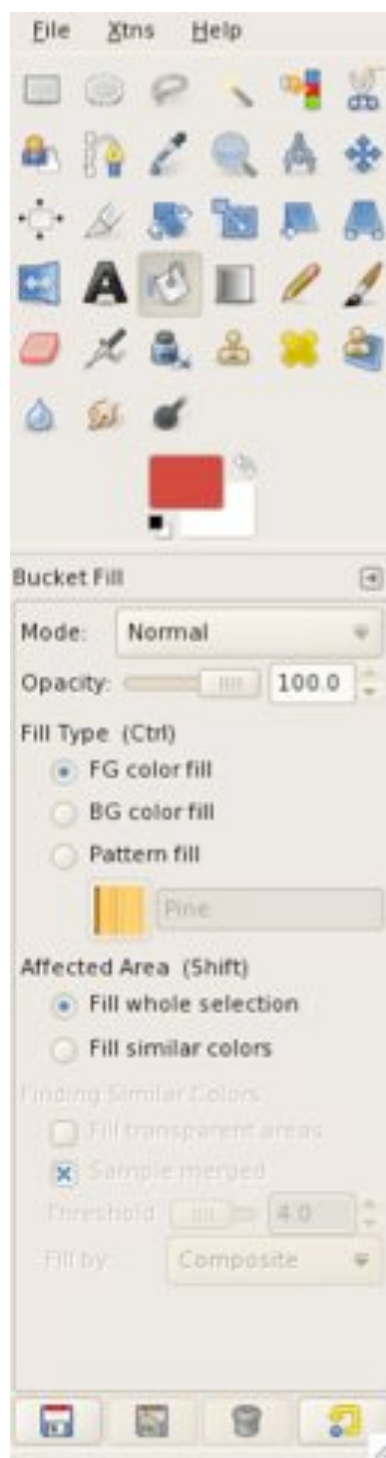 File Xtns Help
Bucket Fill
Mode: Normal
Opacity: 100.0
Fill Type (Ctrl)
FG color fill
BG color fill
Pattern fill
Pine
Affected Area (Shift)
Fill whole selection
Fill similar colors
Finding Similar Colors
Fill transparent areas
Sample merged
Threshold: 4.0
Fill by: Composite